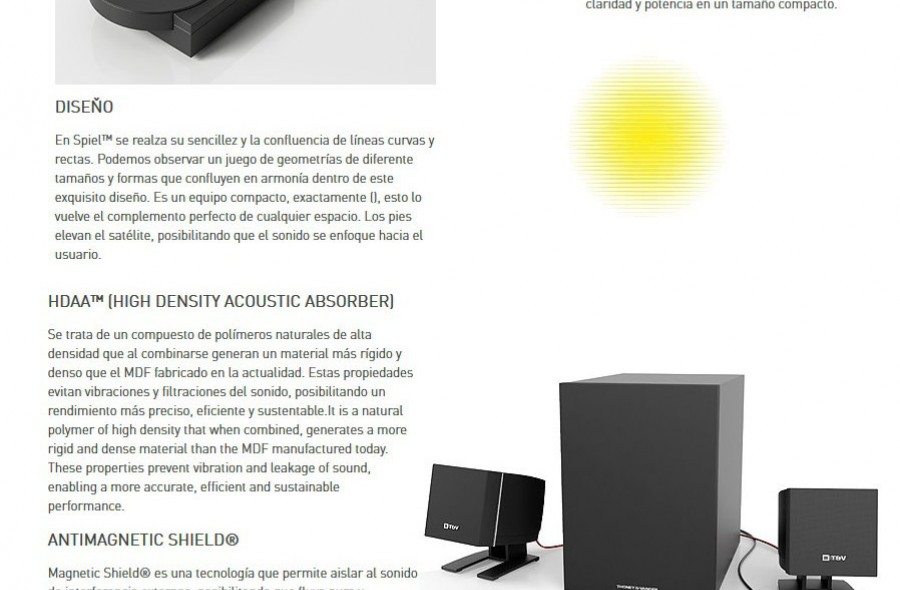 claridad y potencia en un tamaño compacto.
DISEÑO
En Spiel™ se realza su sencillez y la confluencia de líneas curvas y
rectas. Podemos observar un juego de geometrías de diferente
tamaños y formas que confluyen en armonía dentro de este
exquisito diseño. Es un equipo compacto, exactamente (), esto lo
vuelve el complemento perfecto de cualquier espacio. Los pies
elevan el satélite, posibilitando que el sonido se enfoque hacia el
usuario.
HDAA™ (HIGH DENSITY ACOUSTIC ABSORBER)
Se trata de un compuesto de polímeros naturales de alta
densidad que al combinarse generan un material más rígido y
denso que el MDF fabricado en la actualidad. Estas propiedades
evitan vibraciones y filtraciones del sonido, posibilitando un
rendimiento más preciso, eficiente y sustentable.It is a natural
polymer of high density that when combined, generates a more
rigid and dense material than the MDF manufactured today.
These properties prevent vibration and leakage of sound,
enabling a more accurate, efficient and sustainable
performance.
ANTIMAGNETIC SHIELD®
Magnetic Shield® es una tecnología que permite aislar al sonido
T&V
T&V